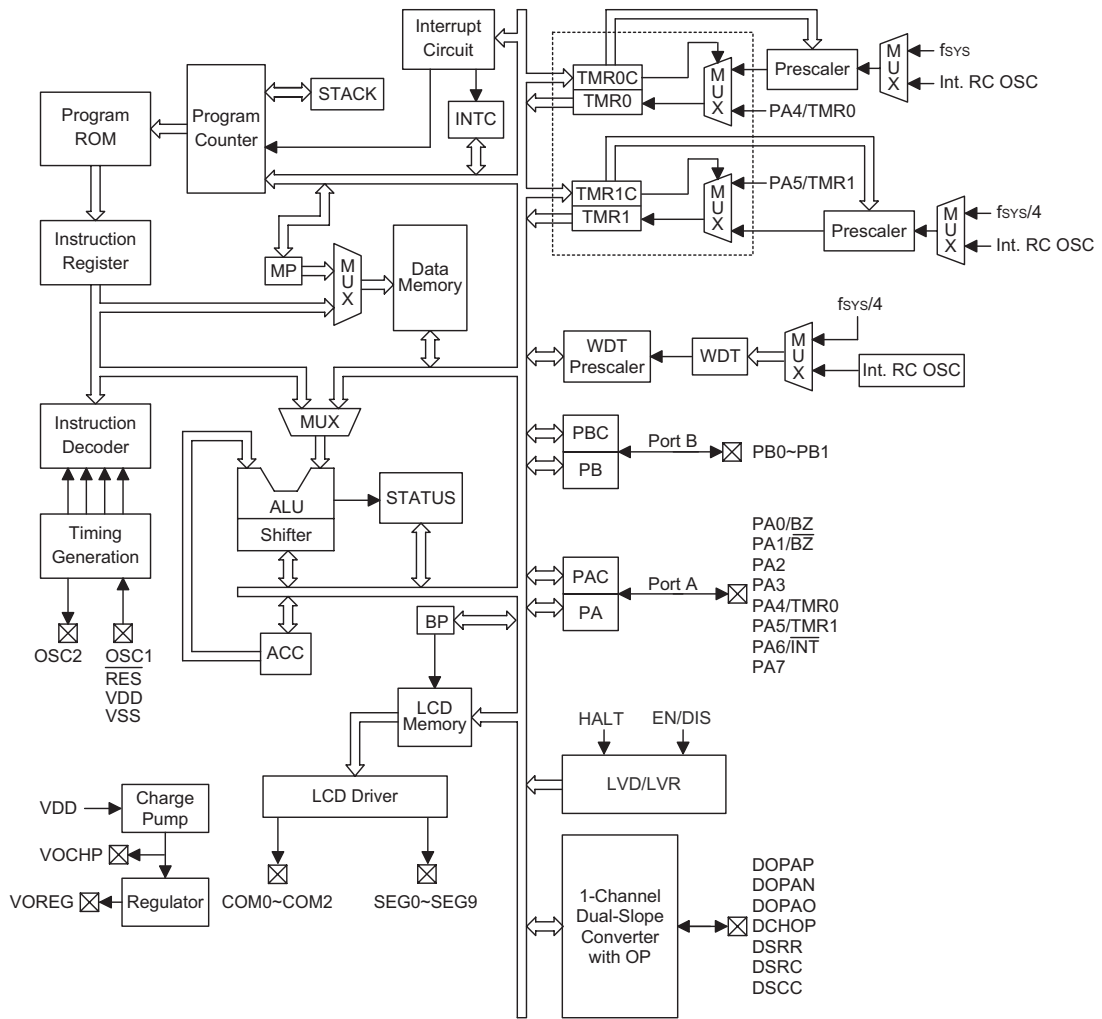 Interrupt
Circuit
STACK
Program
ROM
Program
Counter
INTC
TMR0C
TMR0
MUX
Prescaler
MUX
fSYS
Int. RC OSC
PA4/TMR0
TMR1C
TMR1
MUX
PA5/TMR1
Prescaler
MUX
fSYS/4
Int. RC OSC
Instruction
Register
MP
MUX
Data
Memory
WDT
Prescaler
WDT
MUX
fSYS/4
Int. RC OSC
Instruction
Decoder
MUX
ALU
Shifter
STATUS
PBC
PB
Port B
PB0~PB1
Timing
Generation
OSC2
OSC1
RES
VDD
VSS
ACC
BP
PAC
PA
Port A
PA0/BZ
PA1/BZ
PA2
PA3
PA4/TMR0
PA5/TMR1
PA6/INT
PA7
LCD
Memory
HALT
EN/DIS
LVD/LVR
LCD Driver
COM0~COM2
SEG0~SEG9
VDD
Charge
Pump
VOCHP
VOREG
Regulator
1-Channel
Dual-Slope
Converter
with OP
DOPAP
DOPAN
DOPAO
DCHOP
DSRR
DSRC
DSCC